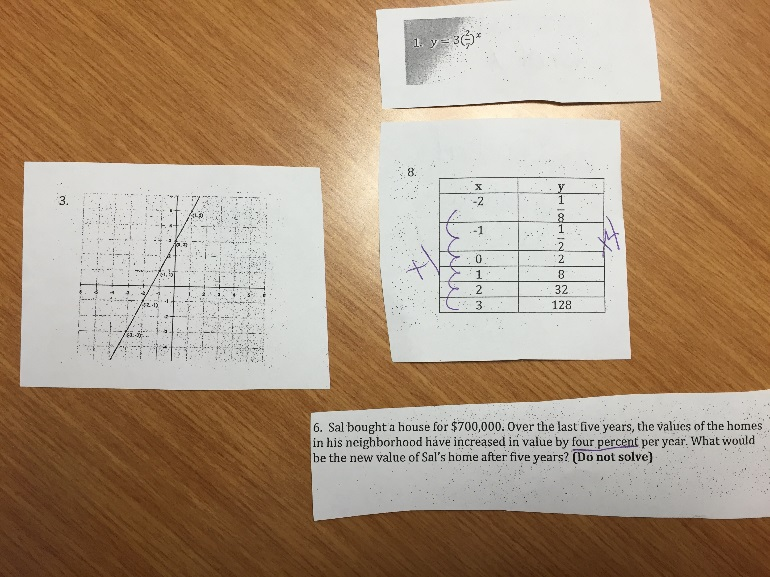 1. y = 3(2/7)^x
3.
8.
x y
-2 1/8
-1 1/2
0 2
1 8
2 32
3 128
+1
x4
6. Sal bought a house for $700,000. Over the last five years, the values of the homes
in his neighborhood have increased in value by four percent per year. What would
be the new value of Sal's home after five years? (Do not solve)